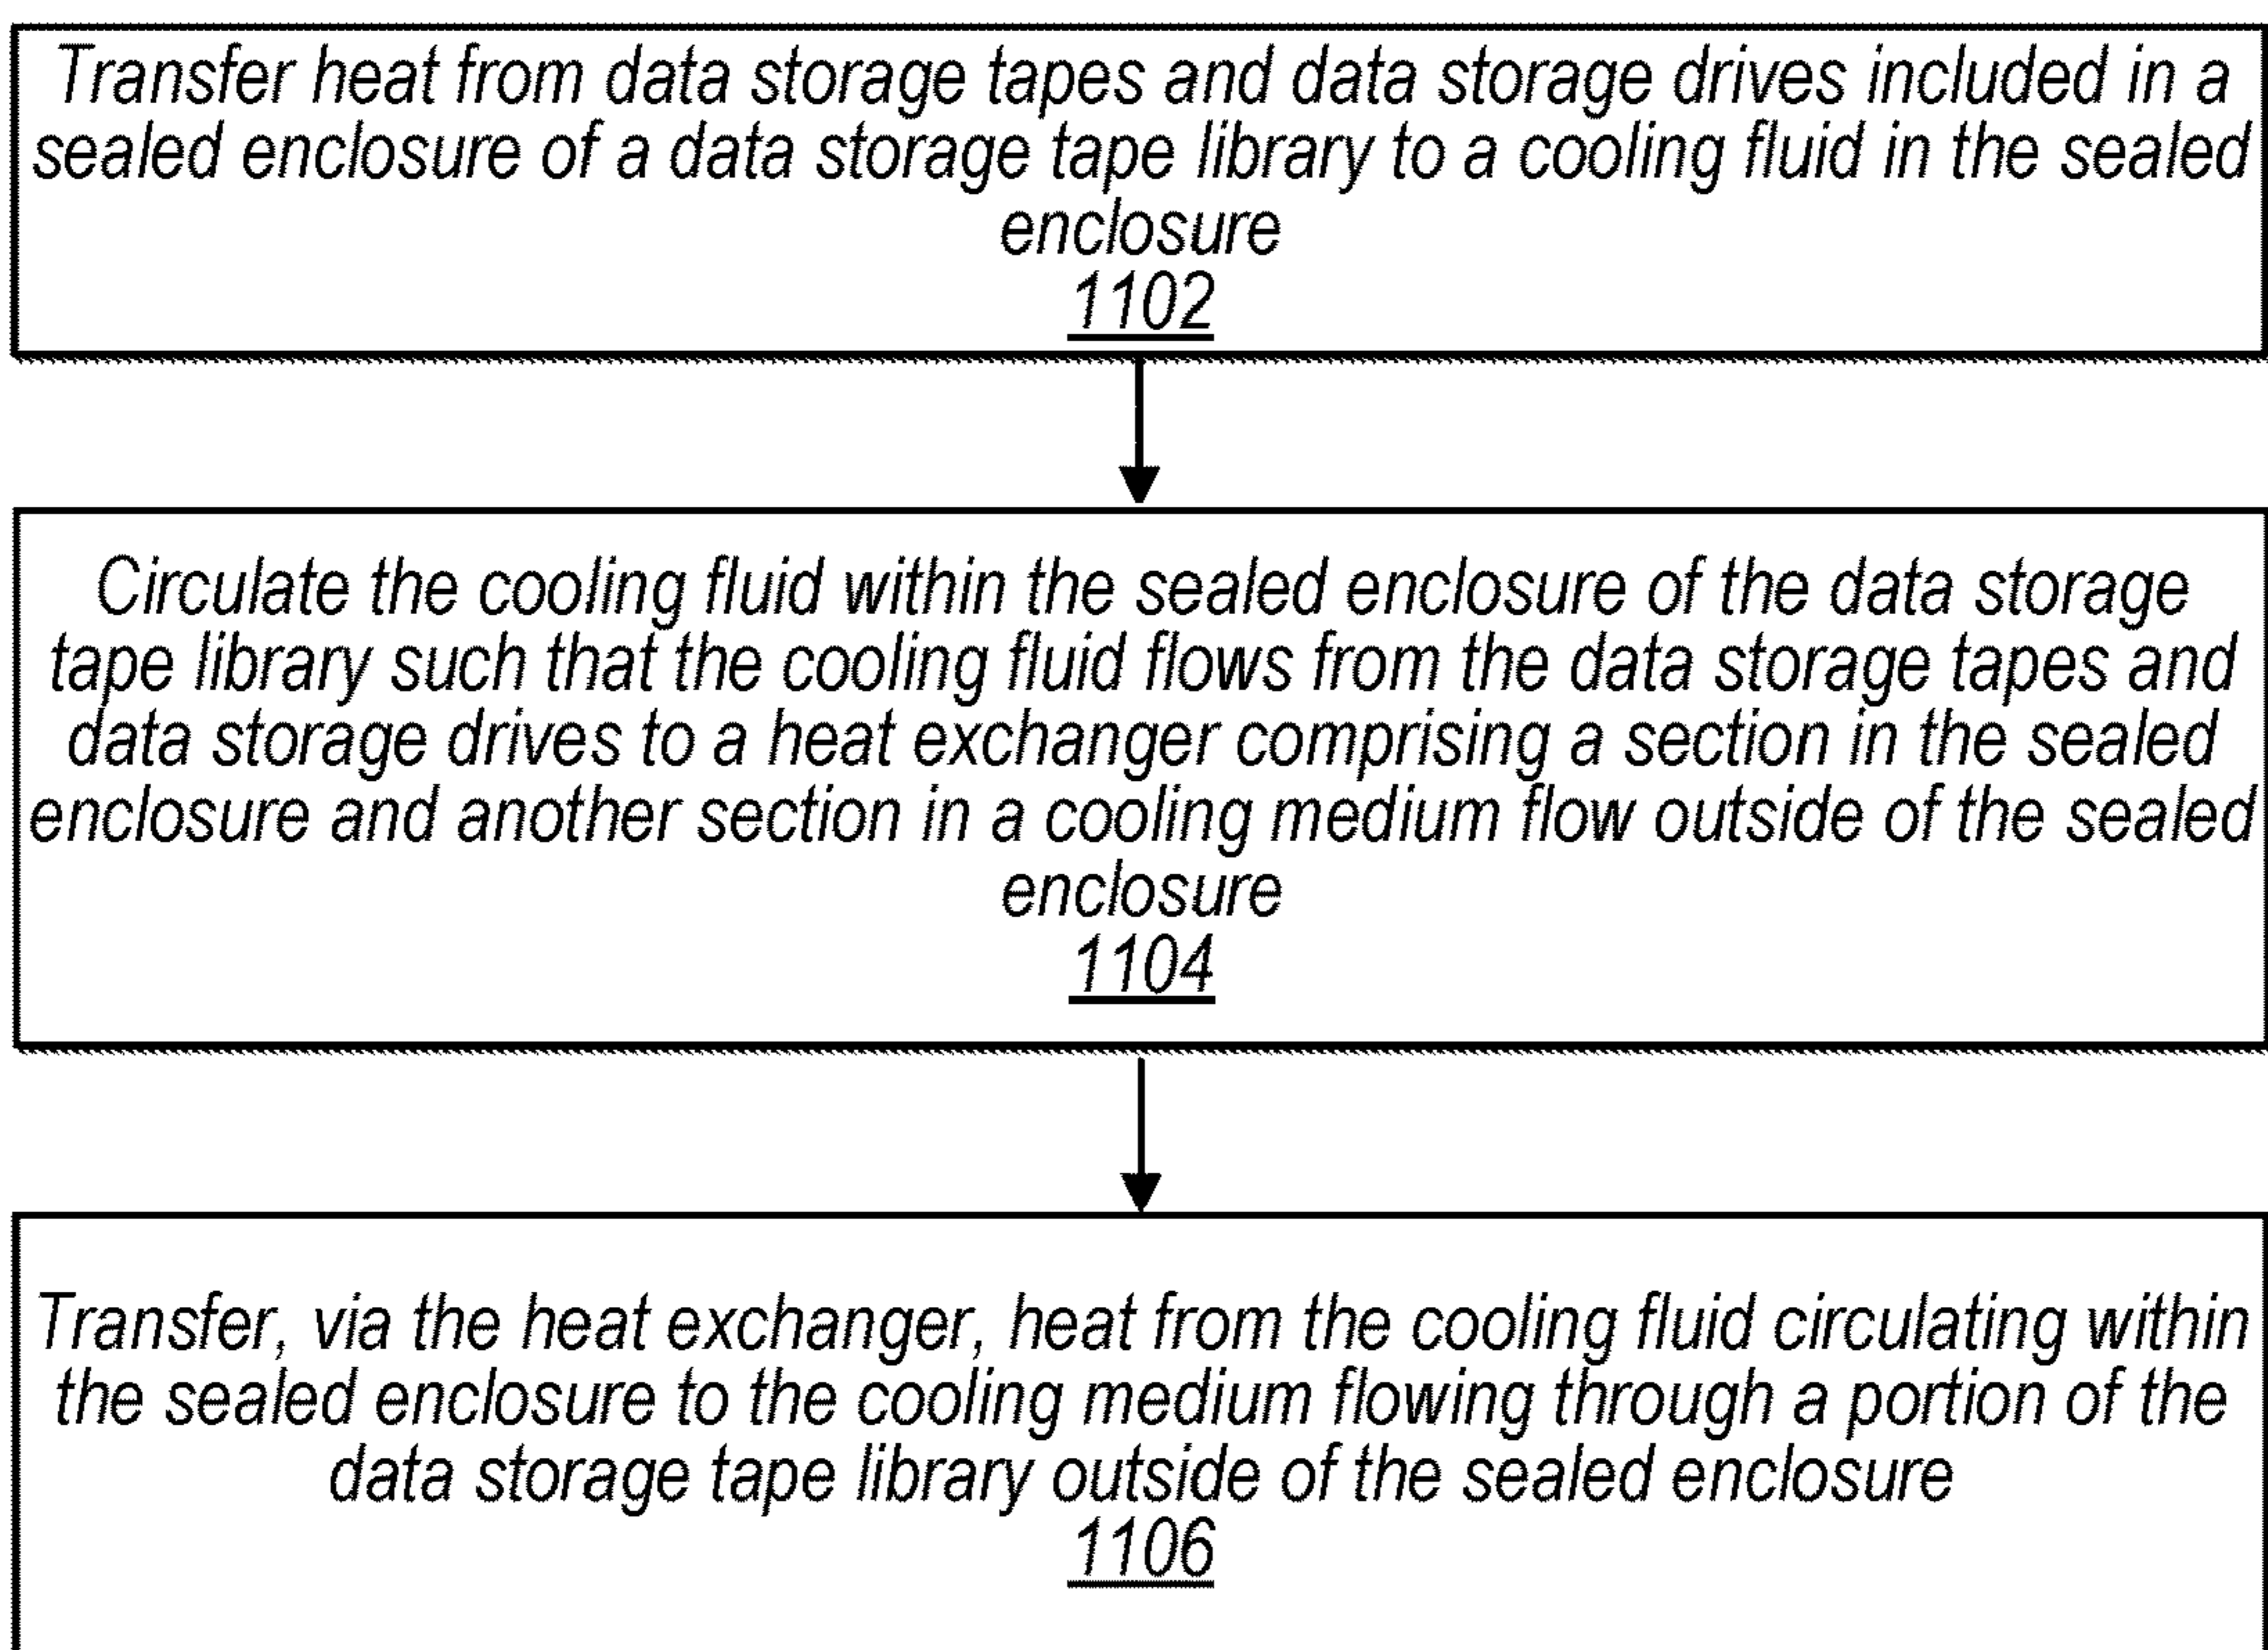 Transfer heat from data storage tapes and data storage drives included in a
sealed enclosure of a data storage tape library to a cooling fluid in the sealed
enclosure
1102
Circulate the cooling fluid within the sealed enclosure of the data storage
tape library such that the cooling fluid flows from the data storage tapes and
data storage drives to a heat exchanger comprising a section in the sealed
enclosure and another section in a cooling medium flow outside of the sealed
enclosure
1104
Transfer, via the heat exchanger, heat from the cooling fluid circulating within
the sealed enclosure to the cooling medium flowing through a portion of the
data storage tape library outside of the sealed enclosure
1106